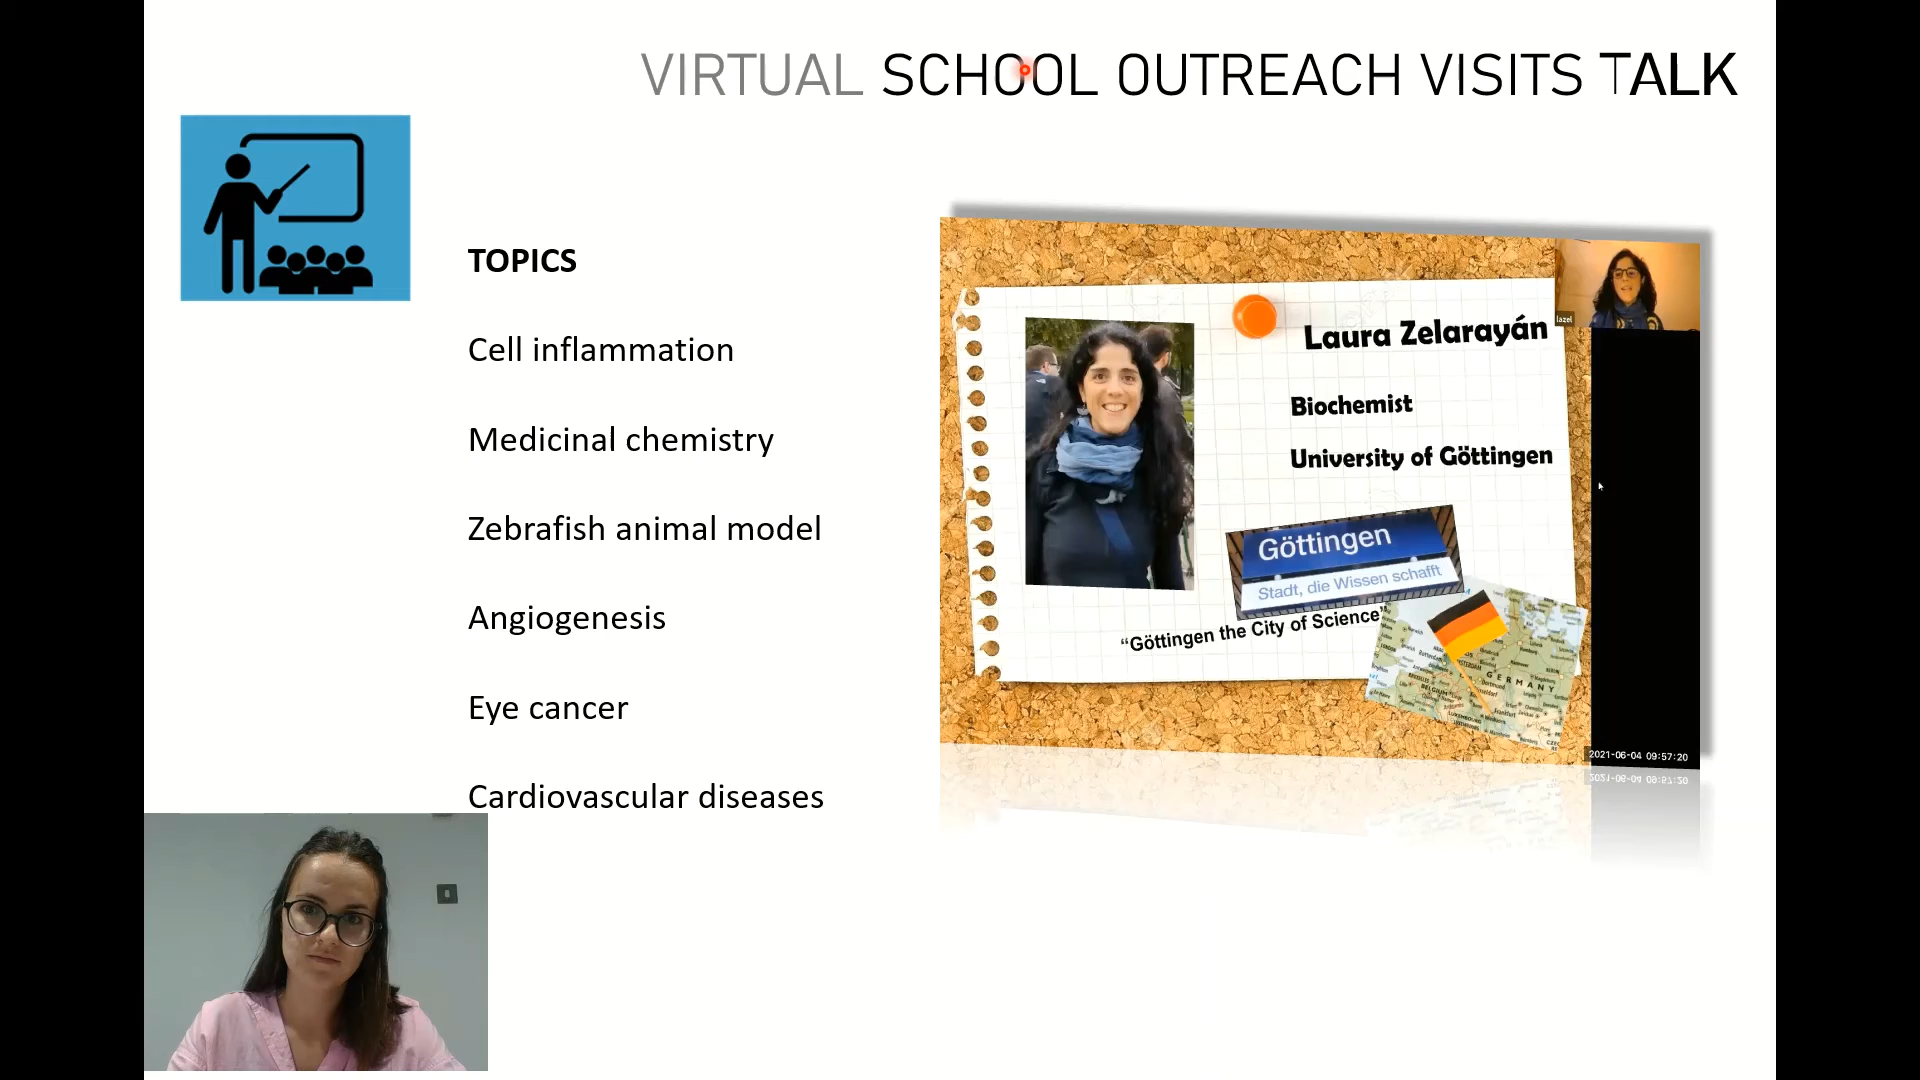 VIRTUAL SCHOOL OUTREACH VISITS TALK
TOPICS
Cell inflammation
Medicinal chemistry
Zebrafish animal model
Angiogenesis
Eye cancer
Cardiovascular diseases
lazel
Laura Zelarayán
Biochemist
University of Göttingen
Göttingen
Stadt, die Wissen schafft
“Göttingen the City of Science”
GERMANY
BELGIUM
2021-06-04 09:57:20